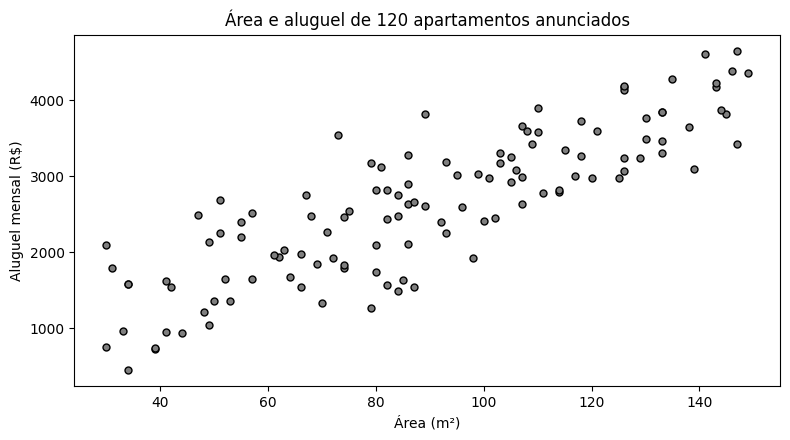 Área e aluguel de 120 apartamentos anunciados
Aluguel mensal (R$)
4000
3000
2000
1000
40 60 80 100 120 140
Área (m²)